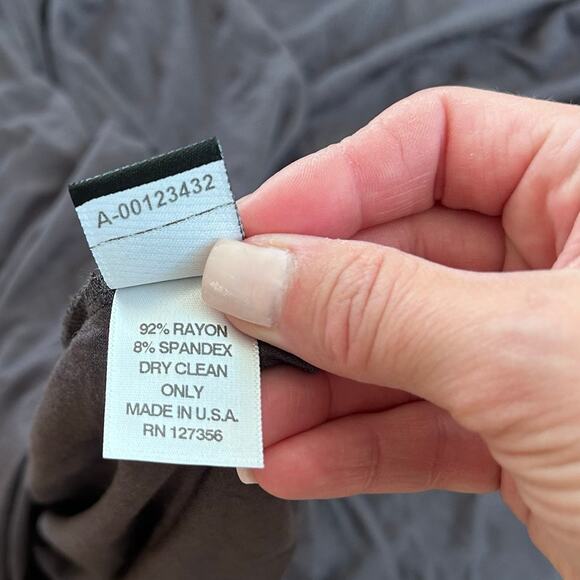 A-00123432
92% RAYON
8% SPANDEX
DRY CLEAN
ONLY
MADE IN U.S.A.
RN 127356